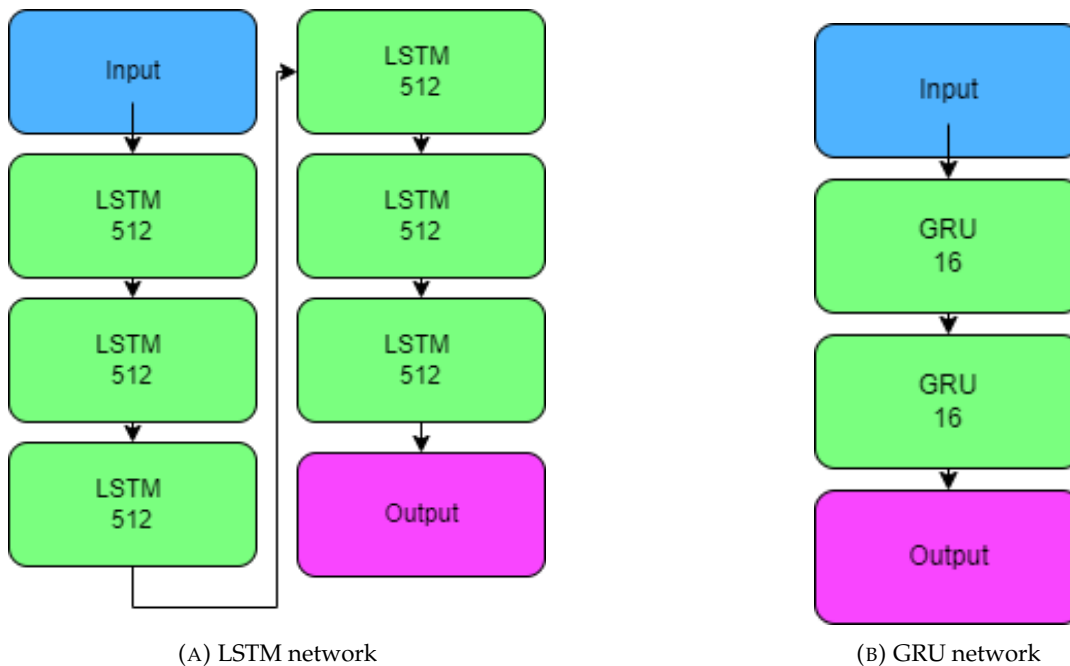 Input
LSTM
512
LSTM
512
LSTM
512
LSTM
512
LSTM
512
LSTM
512
Output
(A) LSTM network
Input
GRU
16
GRU
16
Output
(B) GRU network